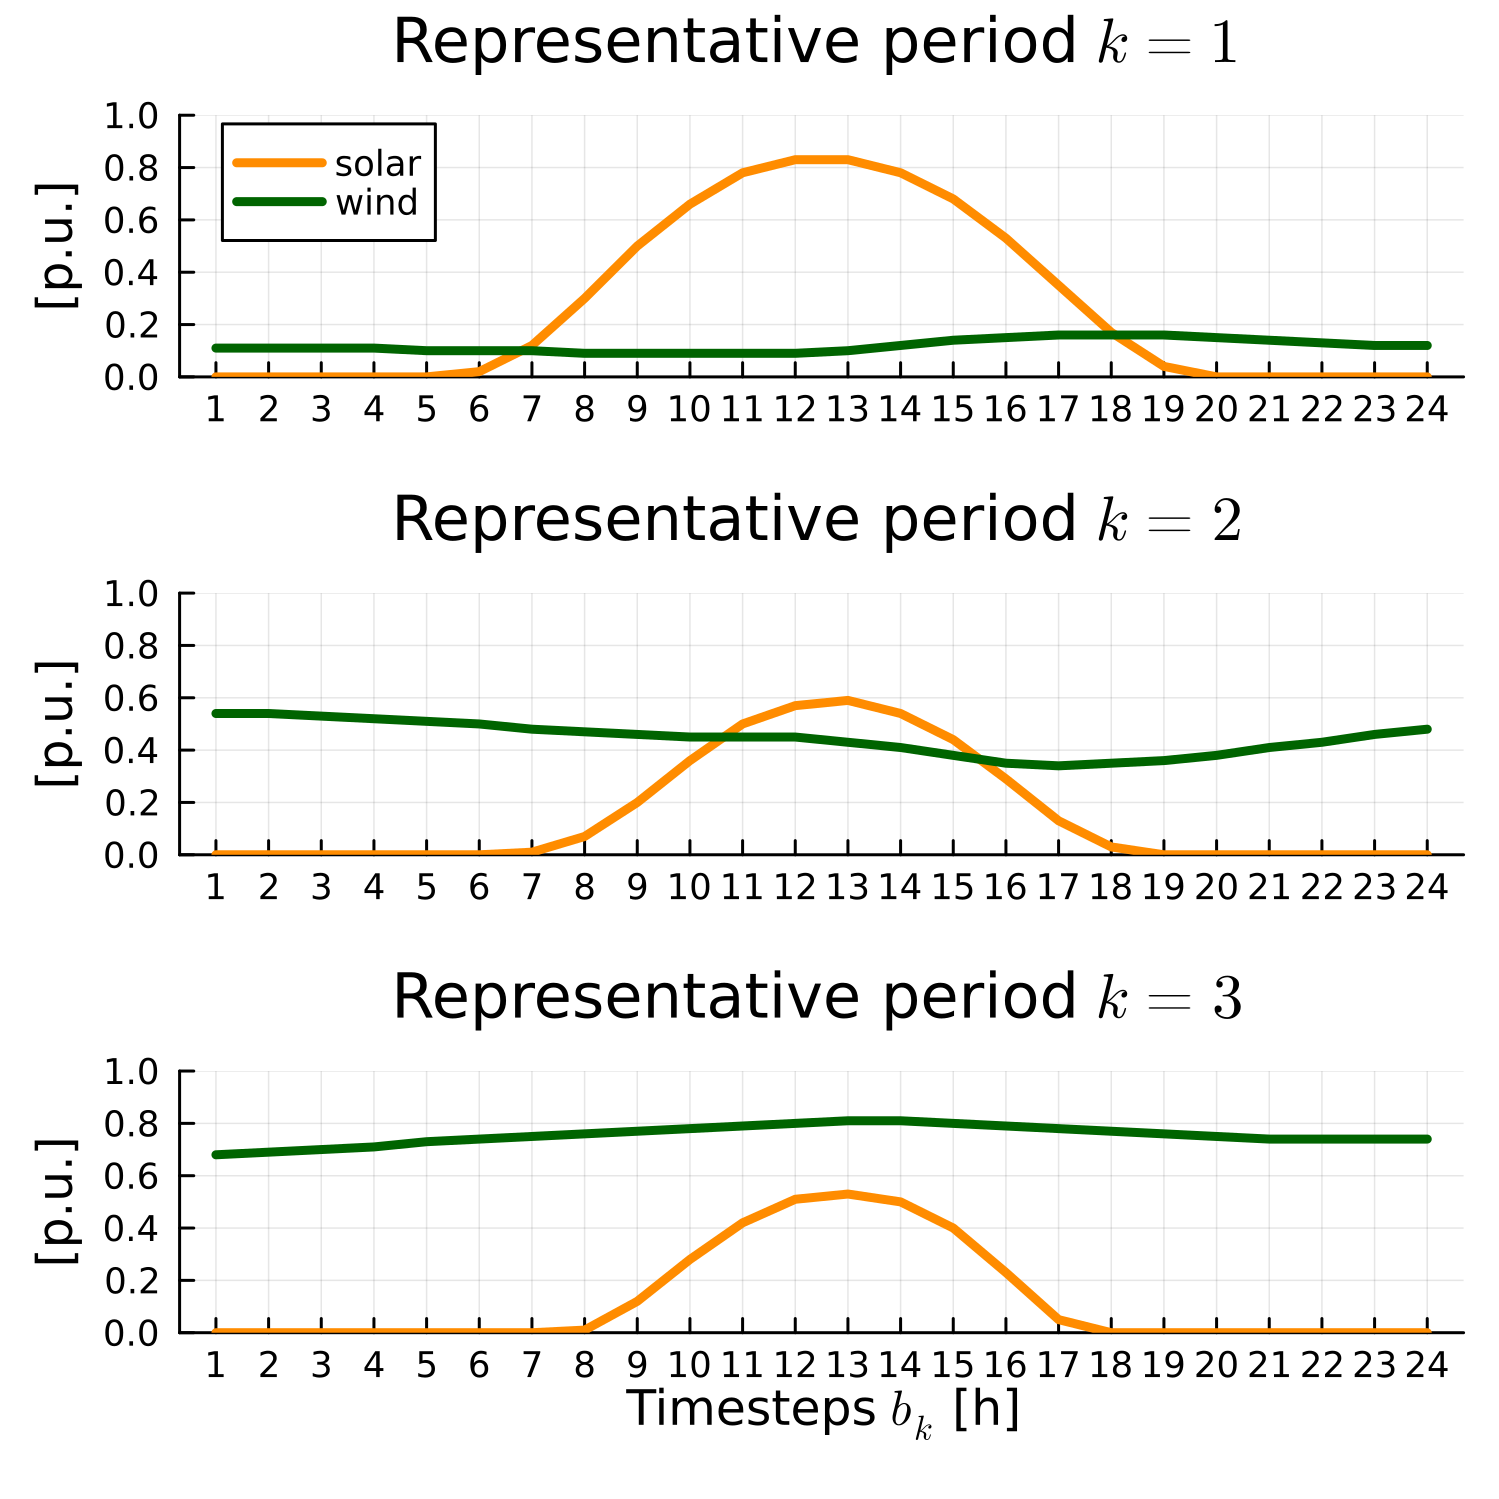 Representative period k = 1
[p.u.]
1.0
0.8
0.6
0.4
0.2
0.0
solar
wind
1 2 3 4 5 6 7 8 9 10 11 12 13 14 15 16 17 18 19 20 21 22 23 24
Representative period k = 2
[p.u.]
1.0
0.8
0.6
0.4
0.2
0.0
1 2 3 4 5 6 7 8 9 10 11 12 13 14 15 16 17 18 19 20 21 22 23 24
Representative period k = 3
[p.u.]
1.0
0.8
0.6
0.4
0.2
0.0
1 2 3 4 5 6 7 8 9 10 11 12 13 14 15 16 17 18 19 20 21 22 23 24
Timesteps b_k [h]